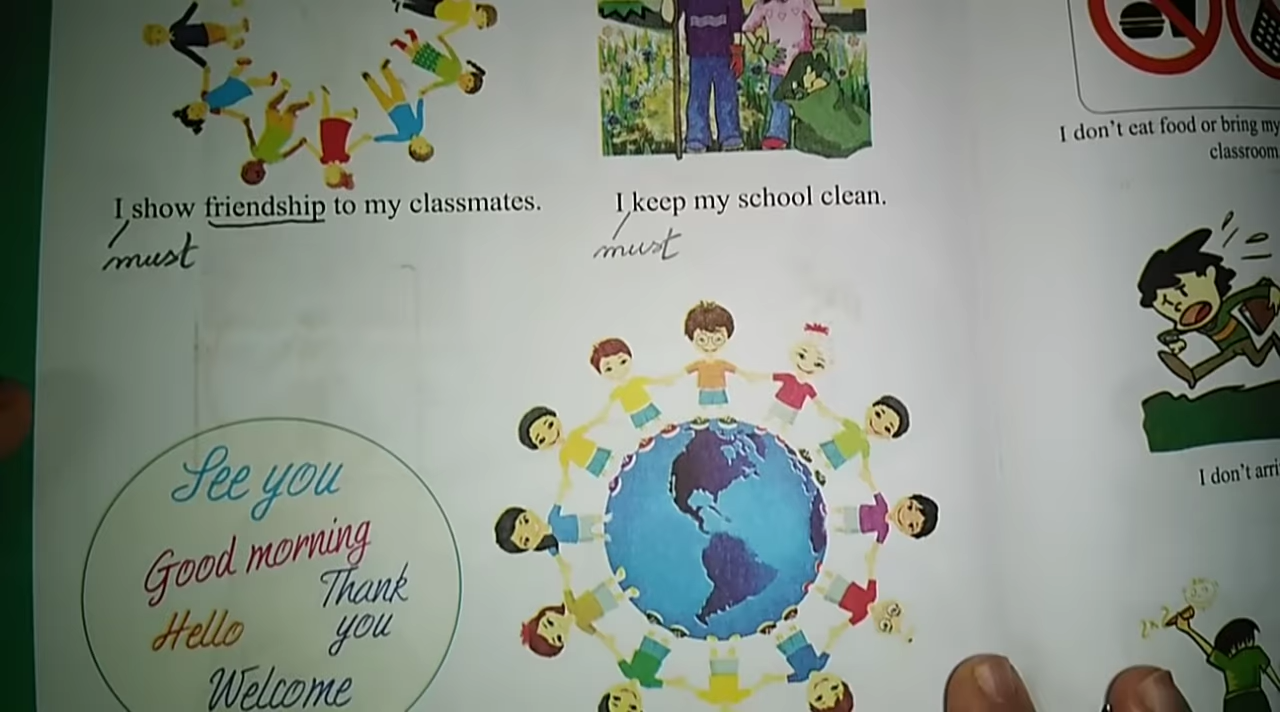 I show friendship to my classmates.
must
I keep my school clean.
must
See you
Good morning
Thank
you
Hello
Welcome
I don't eat food or bring my
classroom
I don't arri